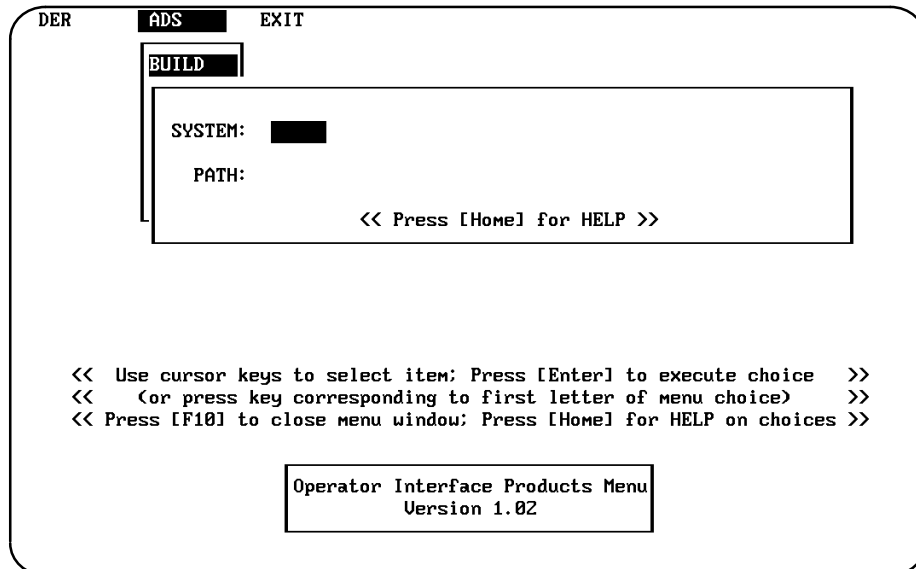 DER ADS EXIT
BUILD
SYSTEM:
PATH:
<< Press [Home] for HELP >>
<< Use cursor keys to select item; Press [Enter] to execute choice >>
<< (or press key corresponding to first letter of menu choice) >>
<< Press [F10] to close menu window; Press [Home] for HELP on choices >>
Operator Interface Products Menu
Version 1.02